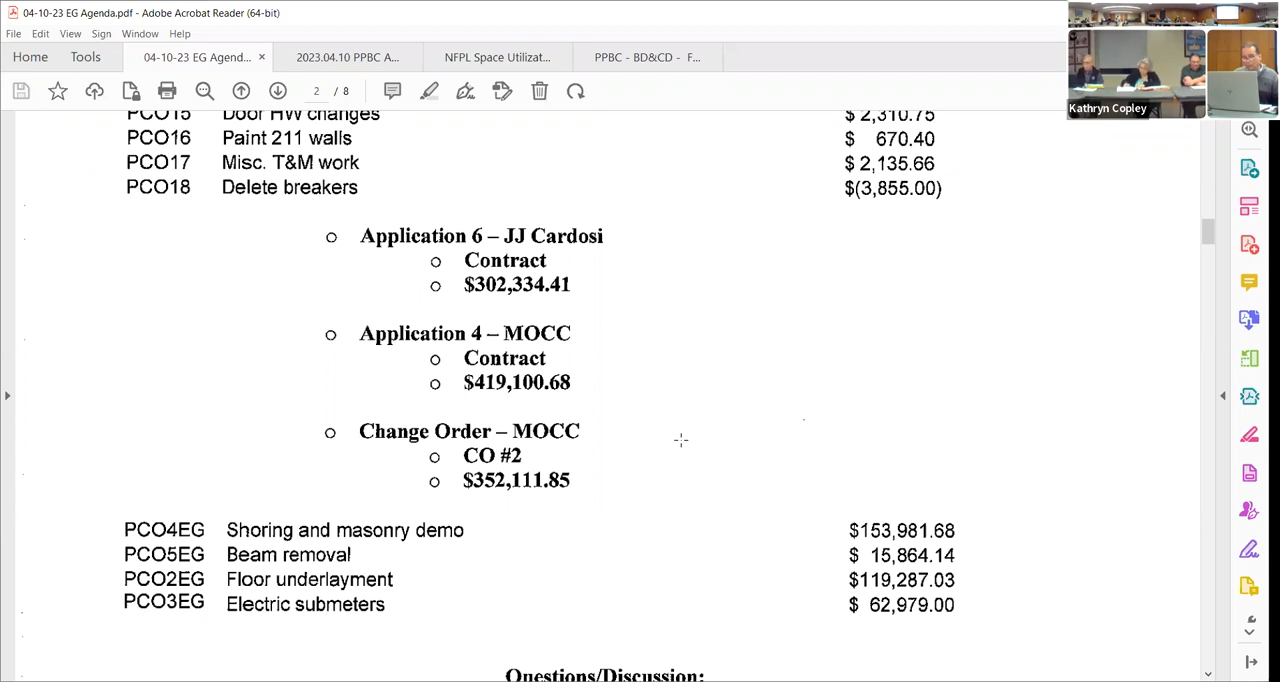 04-10-23 EG Agenda.pdf - Adobe Acrobat Reader (64-bit)
File Edit View Sign Window Help
Home Tools 04-10-23 EG Agend... × 2023.04.10 PPBC A... NFPL Space Utilizat... PPBC - BD&CD - F...
2 / 8
Kathryn Copley
PCO15 Door HW changes $ 2,310.75
PCO16 Paint 211 walls $ 670.40
PCO17 Misc. T&M work $ 2,135.66
PCO18 Delete breakers $(3,855.00)
o Application 6 – JJ Cardosi
o Contract
o $302,334.41
o Application 4 – MOCC
o Contract
o $419,100.68
o Change Order – MOCC
o CO #2
o $352,111.85
PCO4EG Shoring and masonry demo $153,981.68
PCO5EG Beam removal $ 15,864.14
PCO2EG Floor underlayment $119,287.03
PCO3EG Electric submeters $ 62,979.00
Questions/Discussion: